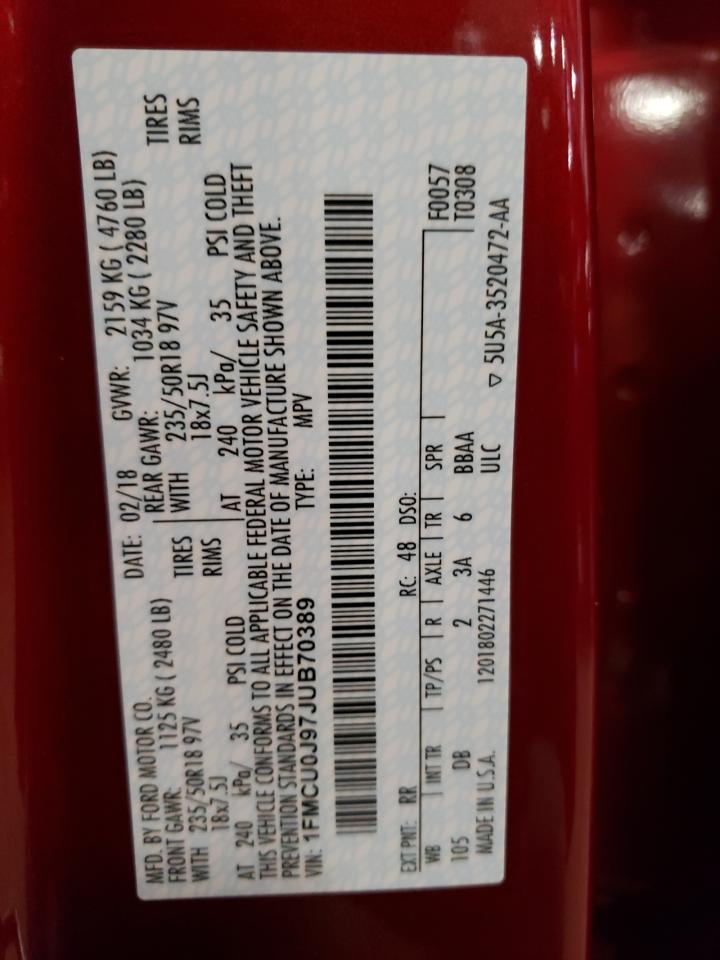 MFD. BY FORD MOTOR CO.
DATE: 02/18 GVWR: 2159 KG ( 4760 LB)
FRONT GAWR: 1125 KG ( 2480 LB) REAR GAWR: 1034 KG ( 2280 LB)
WITH 235/50R18 97V TIRES WITH 235/50R18 97V TIRES
18x7.5J RIMS 18x7.5J RIMS
AT 240 kPa/ 35 PSI COLD AT 240 kPa/ 35 PSI COLD
THIS VEHICLE CONFORMS TO ALL APPLICABLE FEDERAL MOTOR VEHICLE SAFETY AND THEFT
PREVENTION STANDARDS IN EFFECT ON THE DATE OF MANUFACTURE SHOWN ABOVE.
VIN: 1FMCU0J97JUB70389 TYPE: MPV
EXT PNT: RR RC: 48 DSO:
WB INT TR TP/PS R AXLE TR SPR F0057
105 DB 2 3A 6 BBAA T0308
MADE IN U.S.A. 1201802271446 ULC
▽ 5U5A-3520472-AA